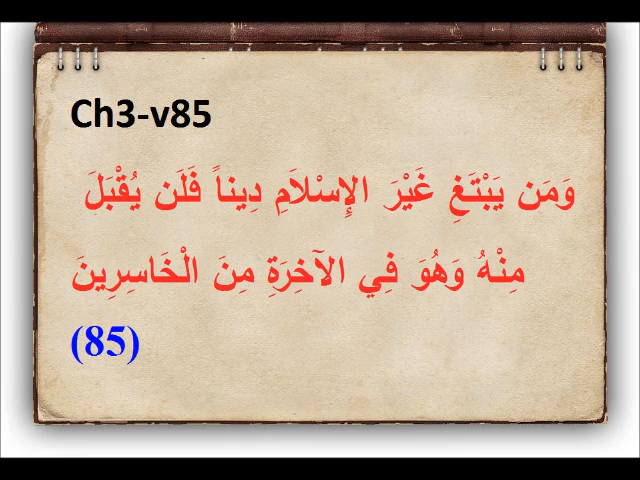 Ch3-v85
وَمَن يَبْتَغِ غَيْرَ الإِسْلاَمِ دِيناً فَلَن يُقْبَلَ
مِنْهُ وَهُوَ فِي الآخِرَةِ مِنَ الْخَاسِرِينَ
(85)